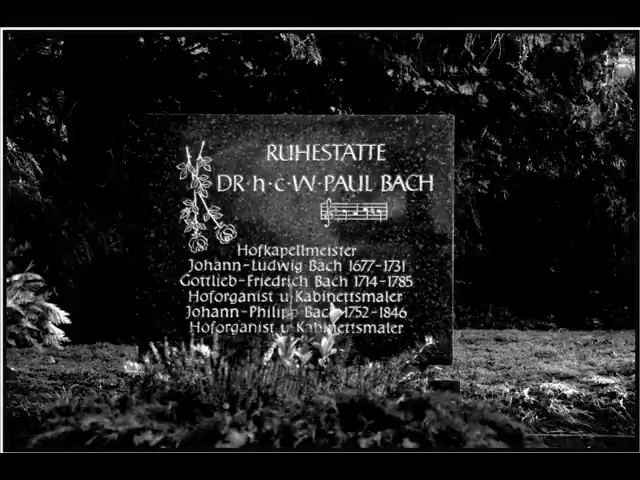 RUHESTÄTTE
DR·h·c·W·PAUL BACH
Hofkapellmeister
Johann-Ludwig Bach 1677-1731
Gottlieb-Friedrich Bach 1714-1785
Hoforganist u Kabinettsmaler
Johann-Philipp Bach 1752-1846
Hoforganist u Kabinettsmaler